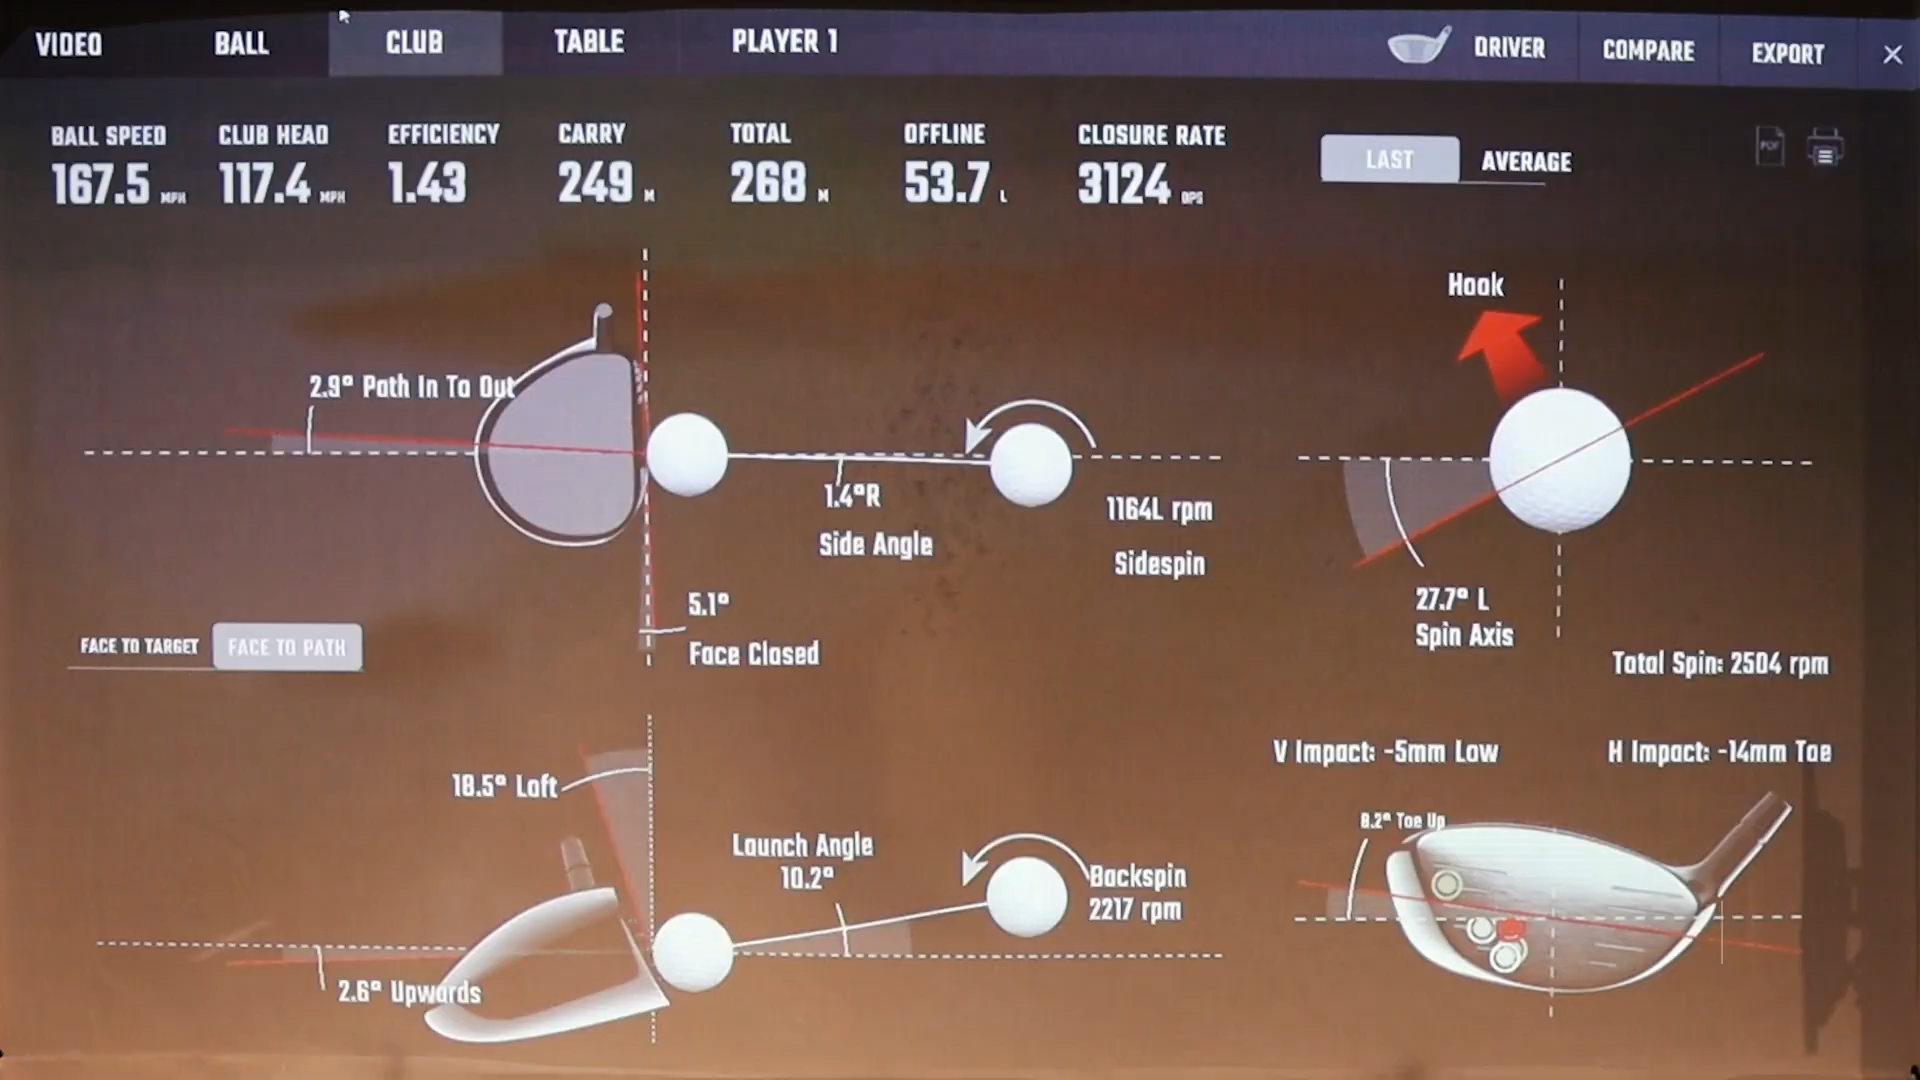 VIDEO BALL CLUB TABLE PLAYER 1 DRIVER COMPARE EXPORT
BALL SPEED CLUB HEAD EFFICIENCY CARRY TOTAL OFFLINE CLOSURE RATE
167.5 MPH 117.4 MPH 1.43 249 M 268 M 53.7 L 3124 DPS
LAST AVERAGE
PDF
Hook
2.9° Path In To Out
1.4°R
Side Angle
1164L rpm
Sidespin
5.1°
Face Closed
27.7° L
Spin Axis
FACE TO TARGET FACE TO PATH
Total Spin: 2504 rpm
V Impact: -5mm Low H Impact: -14mm Toe
18.5° Loft
Launch Angle
10.2°
Backspin
2217 rpm
8.2° Toe Up
2.6° Upwards